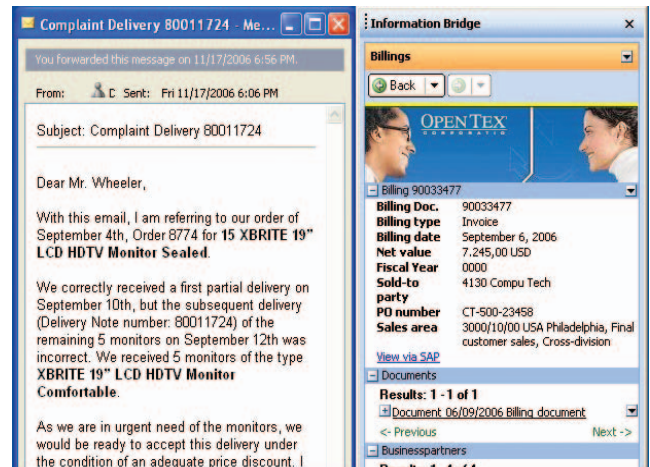 Complaint Delivery 80011724 - Me...
You forwarded this message on 11/17/2006 6:56 PM.
From: C Sent: Fri 11/17/2006 6:06 PM
Subject: Complaint Delivery 80011724
Dear Mr. Wheeler,
With this email, I am referring to our order of
September 4th, Order 8774 for 15 XBRITE 19"
LCD HDTV Monitor Sealed.
We correctly received a first partial delivery on
September 10th, but the subsequent delivery
(Delivery Note number: 80011724) of the
remaining 5 monitors on September 12th was
incorrect. We received 5 monitors of the type
XBRITE 19" LCD HDTV Monitor
Comfortable.
As we are in urgent need of the monitors, we
would be ready to accept this delivery under
the condition of an adequate price discount. I
Information Bridge
Billings
Back
OPEN TEX
CORPORATIO
Billing 90033477
Billing Doc. 90033477
Billing type Invoice
Billing date September 6, 2006
Net value 7.245,00 USD
Fiscal Year 0000
Sold-to 4130 Compu Tech
party
PO number CT-500-23458
Sales area 3000/10/00 USA Philadelphia, Final
customer sales, Cross-division
View via SAP
Documents
Results: 1 -1 of 1
Document 06/09/2006 Billing document
<- Previous Next ->
Businesspartners